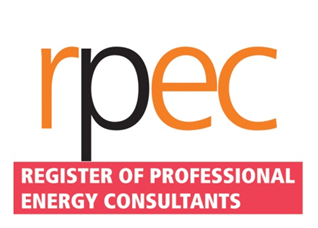 rpec
REGISTER OF PROFESSIONAL
ENERGY CONSULTANTS